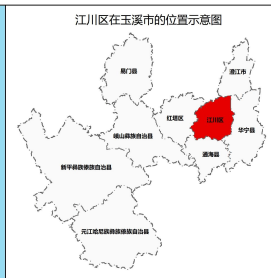 江川区在玉溪市的位置示意图
易门县
澄江市
红塔区
江川区
华宁县
峨山彝族自治县
通海县
新平彝族傣族自治县
元江哈尼族彝族傣族自治县